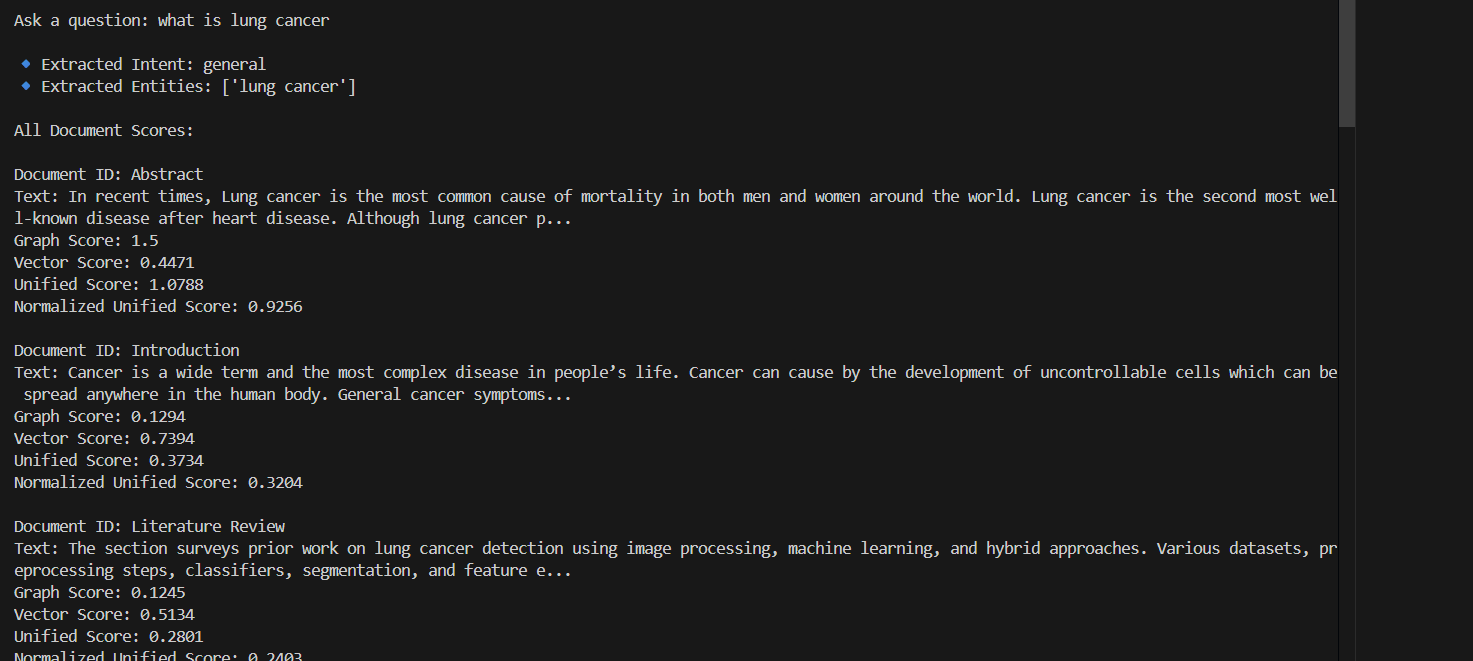 Ask a question: what is lung cancer
🔹 Extracted Intent: general
🔹 Extracted Entities: ['lung cancer']
All Document Scores:
Document ID: Abstract
Text: In recent times, Lung cancer is the most common cause of mortality in both men and women around the world. Lung cancer is the second most wel
l-known disease after heart disease. Although lung cancer p...
Graph Score: 1.5
Vector Score: 0.4471
Unified Score: 1.0788
Normalized Unified Score: 0.9256
Document ID: Introduction
Text: Cancer is a wide term and the most complex disease in people’s life. Cancer can cause by the development of uncontrollable cells which can be
 spread anywhere in the human body. General cancer symptoms...
Graph Score: 0.1294
Vector Score: 0.7394
Unified Score: 0.3734
Normalized Unified Score: 0.3204
Document ID: Literature Review
Text: The section surveys prior work on lung cancer detection using image processing, machine learning, and hybrid approaches. Various datasets, pr
eprocessing steps, classifiers, segmentation, and feature e...
Graph Score: 0.1245
Vector Score: 0.5134
Unified Score: 0.2801
Normalized Unified Score: 0.2403